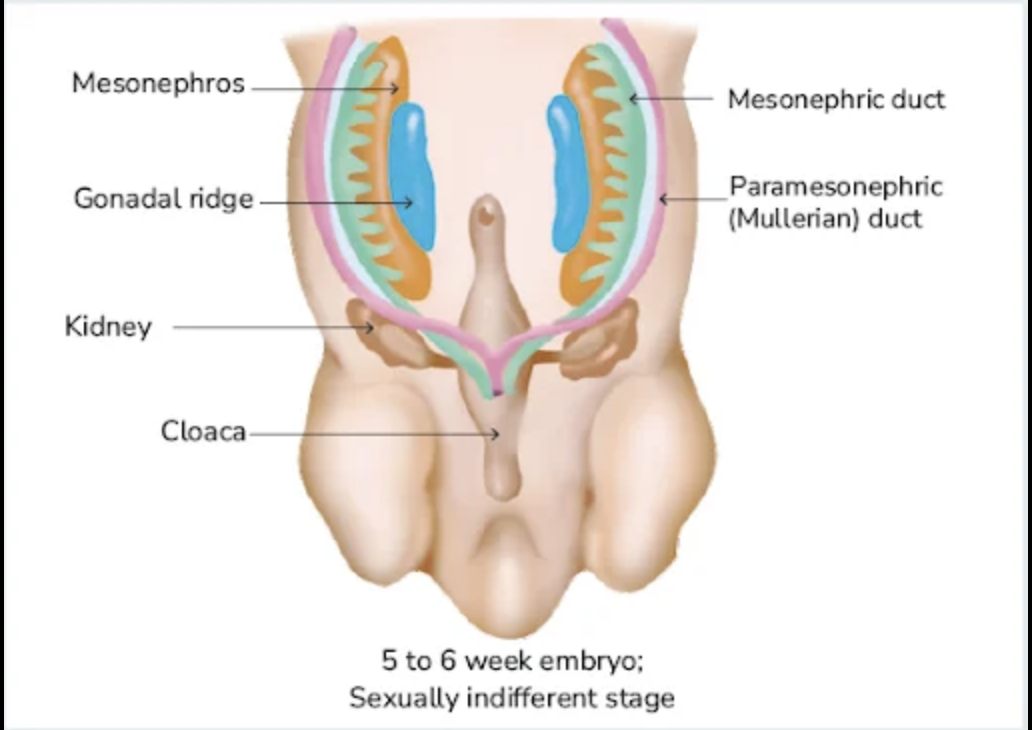 Mesonephros
Mesonephric duct
Gonadal ridge
Paramesonephric
(Mullerian) duct
Kidney
Cloaca
5 to 6 week embryo;
Sexually indifferent stage